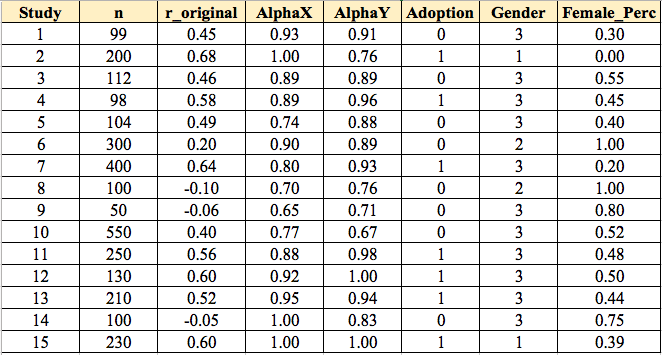 Study n r_original AlphaX AlphaY Adoption Gender Female_Perc
1 99 0.45 0.93 0.91 0 3 0.30
2 200 0.68 1.00 0.76 1 1 0.00
3 112 0.46 0.89 0.89 0 3 0.55
4 98 0.58 0.89 0.96 1 3 0.45
5 104 0.49 0.74 0.88 0 3 0.40
6 300 0.20 0.90 0.89 0 2 1.00
7 400 0.64 0.80 0.93 1 3 0.20
8 100 -0.10 0.70 0.76 0 2 1.00
9 50 -0.06 0.65 0.71 0 3 0.80
10 550 0.40 0.77 0.67 0 3 0.52
11 250 0.56 0.88 0.98 1 3 0.48
12 130 0.60 0.92 1.00 1 3 0.50
13 210 0.52 0.95 0.94 1 3 0.44
14 100 -0.05 1.00 0.83 0 3 0.75
15 230 0.60 1.00 1.00 1 1 0.39